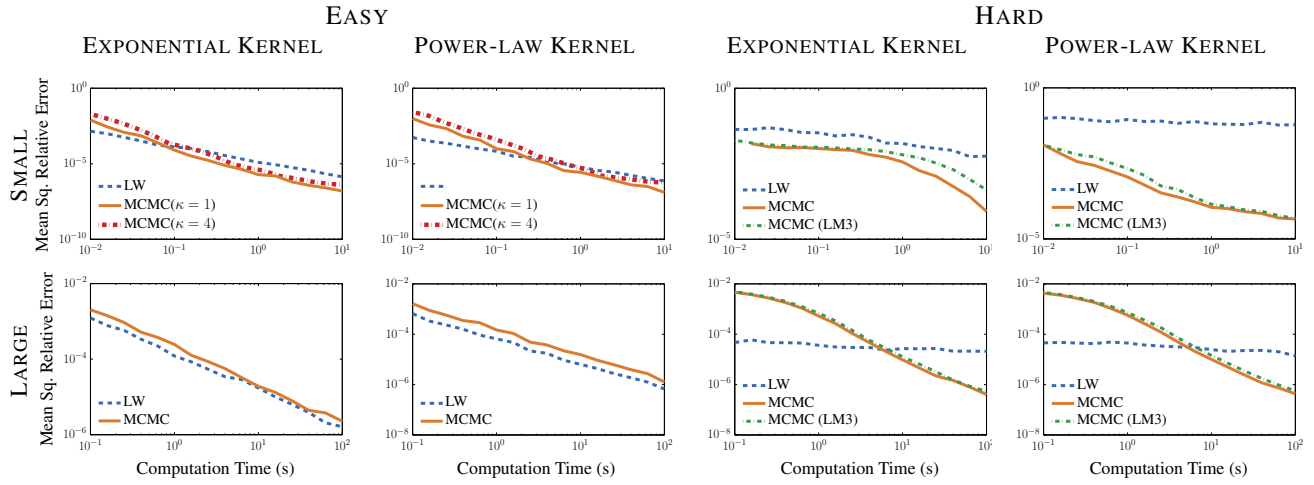 EASY
HARD
EXPONENTIAL KERNEL
POWER-LAW KERNEL
EXPONENTIAL KERNEL
POWER-LAW KERNEL
SMALL
Mean Sq. Relative Error
10^0
10^-5
10^-10
10^-2
10^-1
10^0
10^1
LW
MCMC(κ = 1)
MCMC(κ = 4)
10^0
10^-5
10^-10
10^-2
10^-1
10^0
10^1
MCMC(κ = 1)
MCMC(κ = 4)
10^0
10^-5
10^-2
10^-1
10^0
10^1
LW
MCMC
MCMC (LM3)
10^0
10^-5
10^-2
10^-1
10^0
10^1
LW
MCMC
MCMC (LM3)
LARGE
Mean Sq. Relative Error
10^-2
10^-4
10^-6
10^-1
10^0
10^1
10^2
LW
MCMC
Computation Time (s)
10^-2
10^-4
10^-6
10^-8
10^-1
10^0
10^1
10^2
LW
MCMC
Computation Time (s)
10^-2
10^-4
10^-6
10^-8
10^-1
10^0
10^1
10^2
LW
MCMC
MCMC (LM3)
Computation Time (s)
10^-2
10^-4
10^-6
10^-8
10^-1
10^0
10^1
10^2
LW
MCMC
MCMC (LM3)
Computation Time (s)